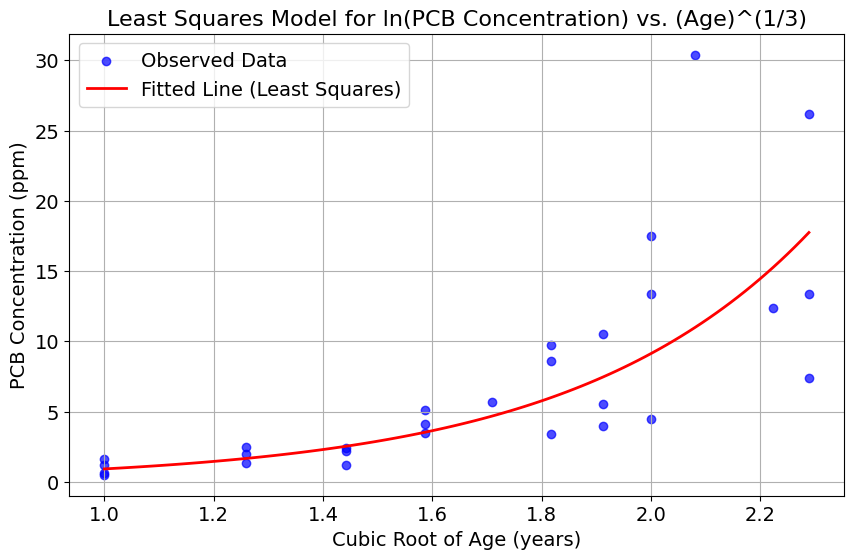 Least Squares Model for ln(PCB Concentration) vs. (Age)^(1/3)
Observed Data
Fitted Line (Least Squares)
PCB Concentration (ppm)
30
25
20
15
10
5
0
1.0 1.2 1.4 1.6 1.8 2.0 2.2
Cubic Root of Age (years)